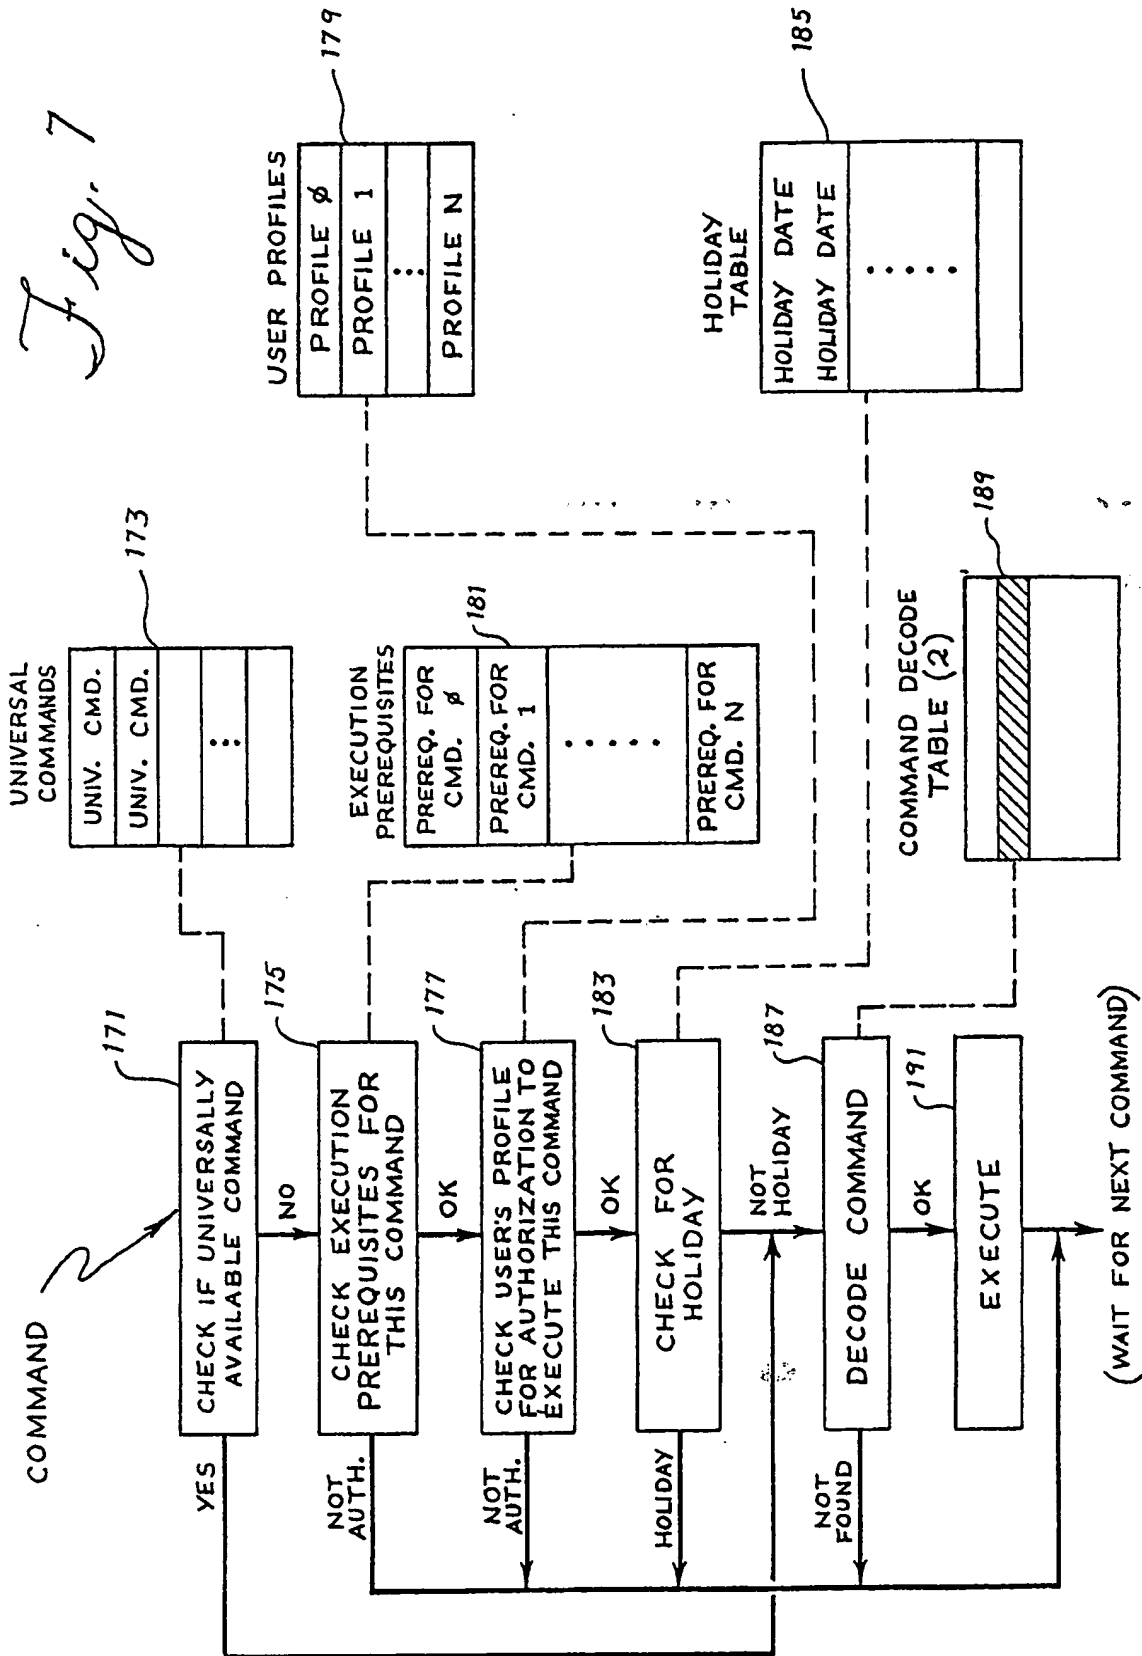 Fig. 7
COMMAND
171
CHECK IF UNIVERSALLY
AVAILABLE COMMAND
YES
NO
UNIVERSAL
COMMANDS
UNIV. CMD.
UNIV. CMD.
173
175
CHECK EXECUTION
PREREQUISITES FOR
THIS COMMAND
NOT
AUTH.
OK
EXECUTION
PREREQUISITES
181
PREREQ. FOR
CMD. ø
PREREQ. FOR
CMD. 1
PREREQ. FOR
CMD. N
177
CHECK USER'S PROFILE
FOR AUTHORIZATION TO
EXECUTE THIS COMMAND
NOT
AUTH.
OK
USER PROFILES
PROFILE ø
PROFILE 1
PROFILE N
179
183
CHECK FOR
HOLIDAY
HOLIDAY
NOT
HOLIDAY
HOLIDAY
TABLE
HOLIDAY DATE
HOLIDAY DATE
185
187
DECODE COMMAND
NOT
FOUND
OK
COMMAND DECODE
TABLE (2)
189
191
EXECUTE
(WAIT FOR NEXT COMMAND)